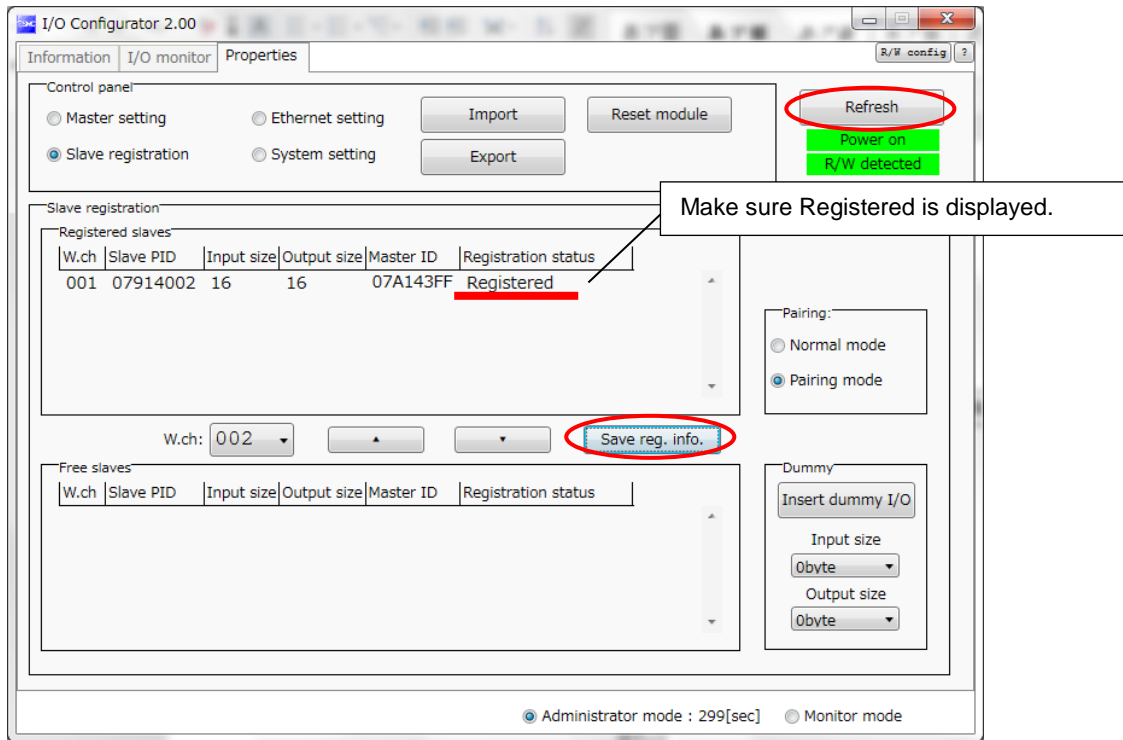 I/O Configurator 2.00
Information I/O monitor Properties R/W config ?
Control panel
Master setting Ethernet setting Import Reset module Refresh
Slave registration System setting Export
Power on
R/W detected
Make sure Registered is displayed.
Slave registration
Registered slaves
W.ch Slave PID Input size Output size Master ID Registration status
001 07914002 16 16 07A143FF Registered
Pairing:
Normal mode
Pairing mode
W.ch: 002 Save reg. info.
Free slaves
W.ch Slave PID Input size Output size Master ID Registration status
Dummy
Insert dummy I/O
Input size
0byte
Output size
0byte
Administrator mode : 299[sec] Monitor mode